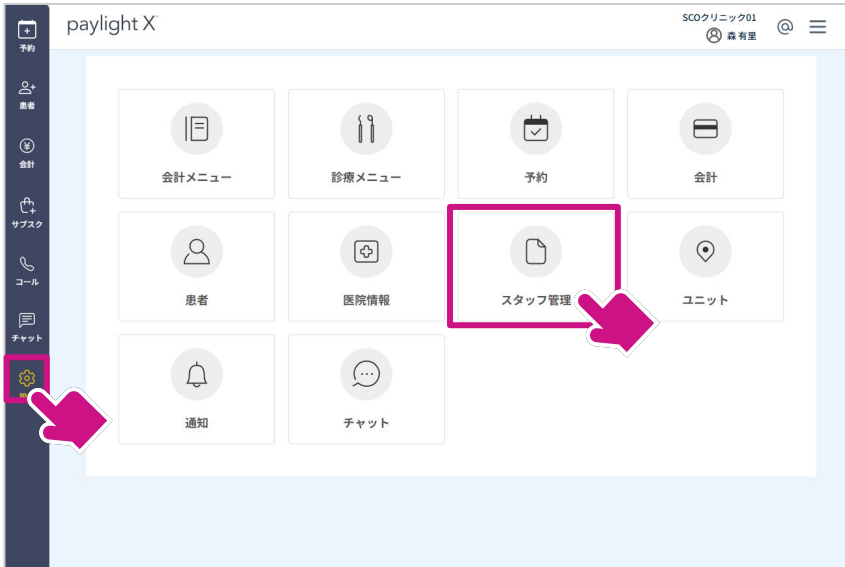 paylight X
SCOクリニック01
森 有里
予約
患者
会計
サブスク
コール
チャット
会計メニュー
診療メニュー
予約
会計
患者
医院情報
スタッフ管理
ユニット
通知
チャット